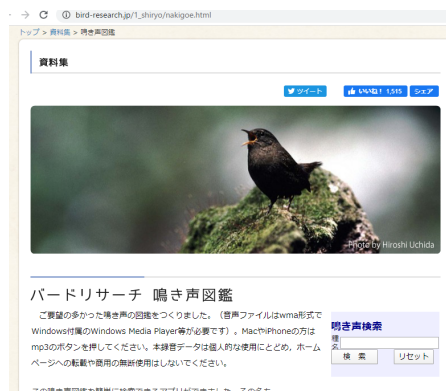 bird-research.jp/1_shiryo/nakigoe.html
トップ > 資料集 > 鳴き声図鑑
資料集
ツイート
いいね! 1,515
シェア
Photo by Hiroshi Uchida
バードリサーチ 鳴き声図鑑
ご要望の多かった鳴き声の図鑑をつくりました。(音声ファイルはwma形式で
Windows付属のWindows Media Player等が必要です)。MacやiPhoneの方は
mp3のボタンを押してください。本録音データは個人的な使用にとどめ、ホーム
ページへの転載や商用の無断使用はしないでください。
鳴き声検索
種
名
検 索
リセット